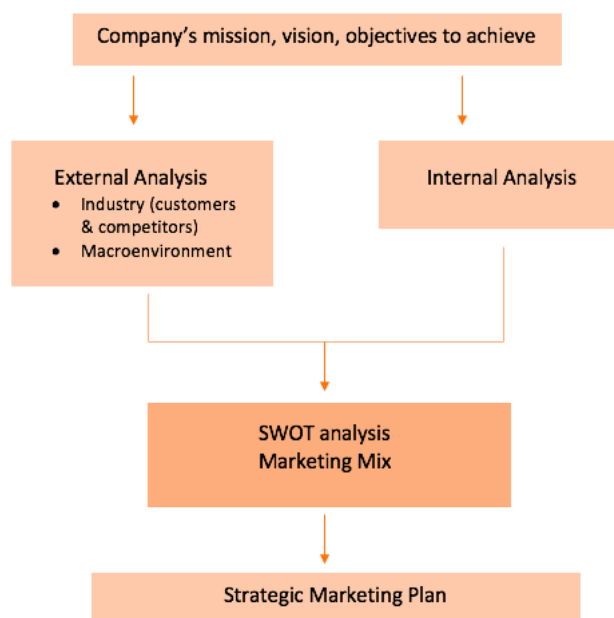 Company’s mission, vision, objectives to achieve
External Analysis
• Industry (customers
& competitors)
• Macroenvironment
Internal Analysis
SWOT analysis
Marketing Mix
Strategic Marketing Plan